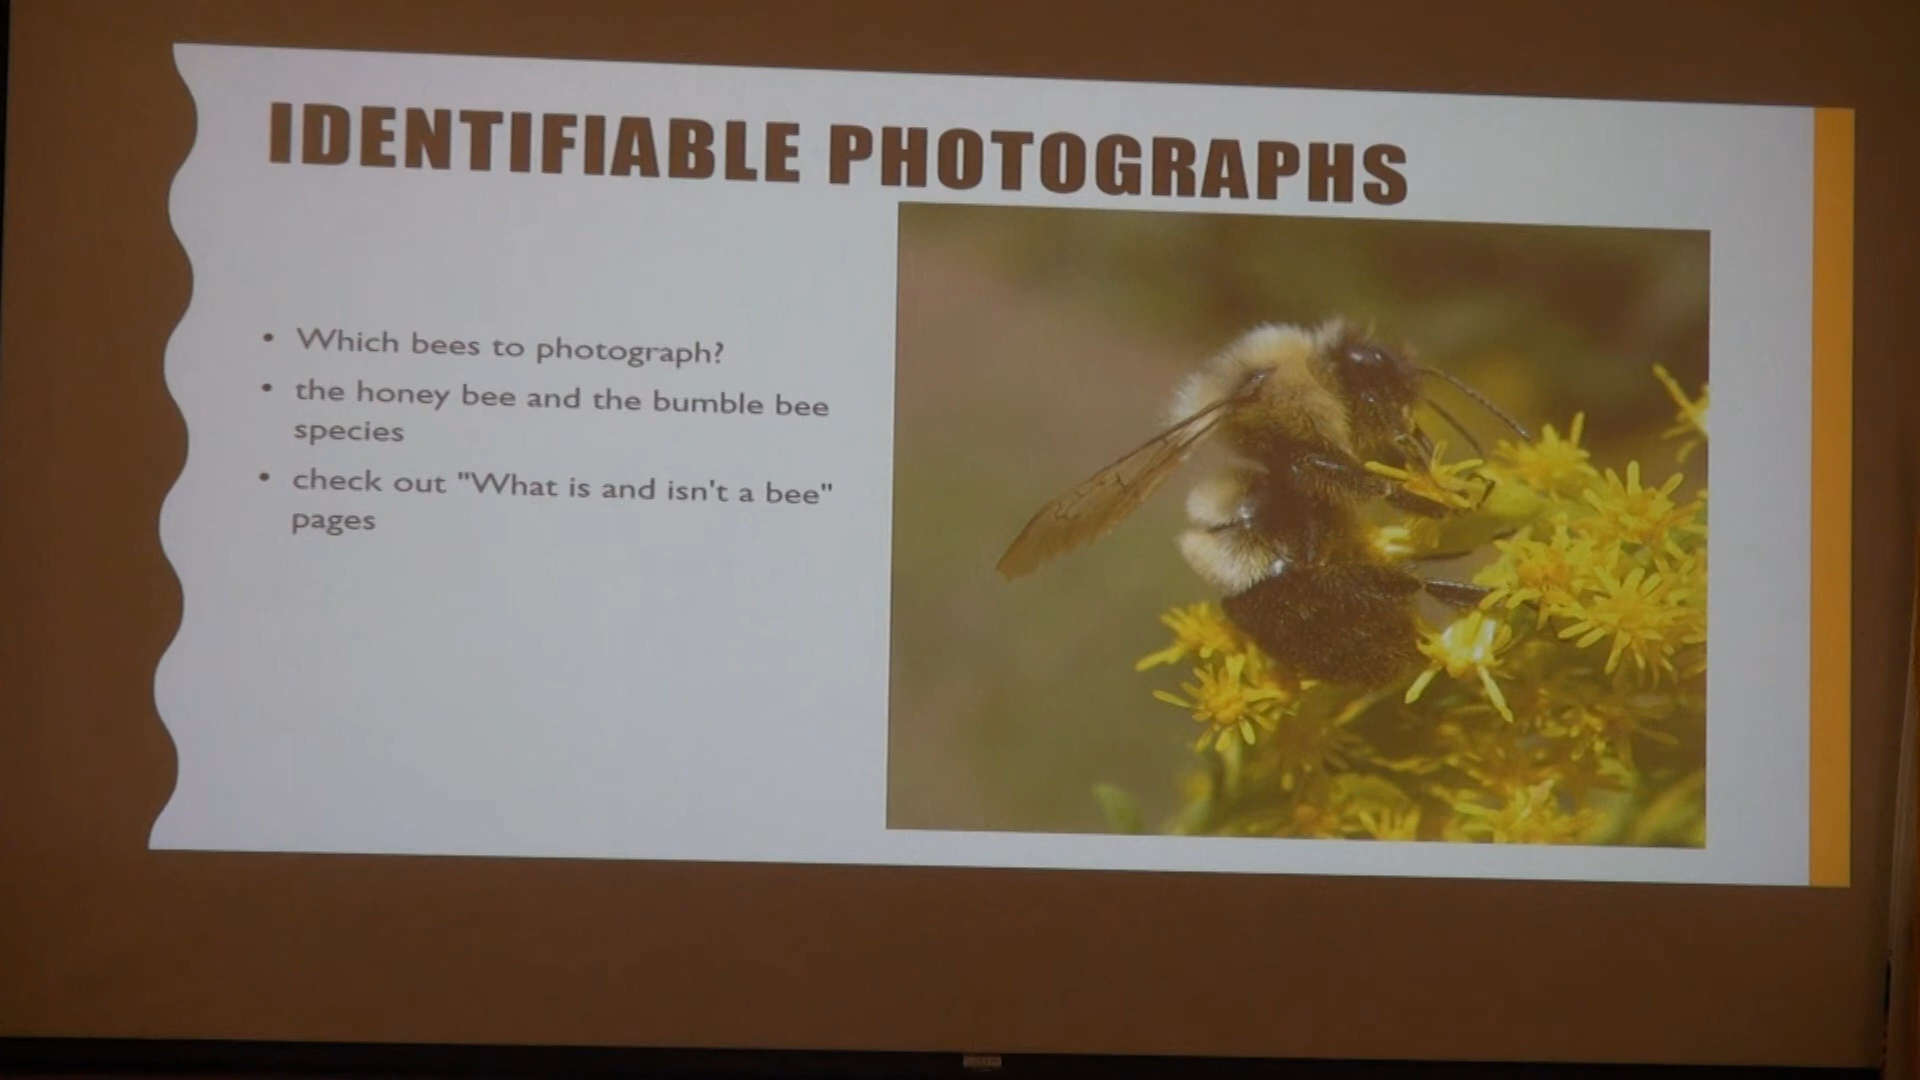 IDENTIFIABLE PHOTOGRAPHS
• Which bees to photograph?
• the honey bee and the bumble bee
species
• check out "What is and isn't a bee"
pages